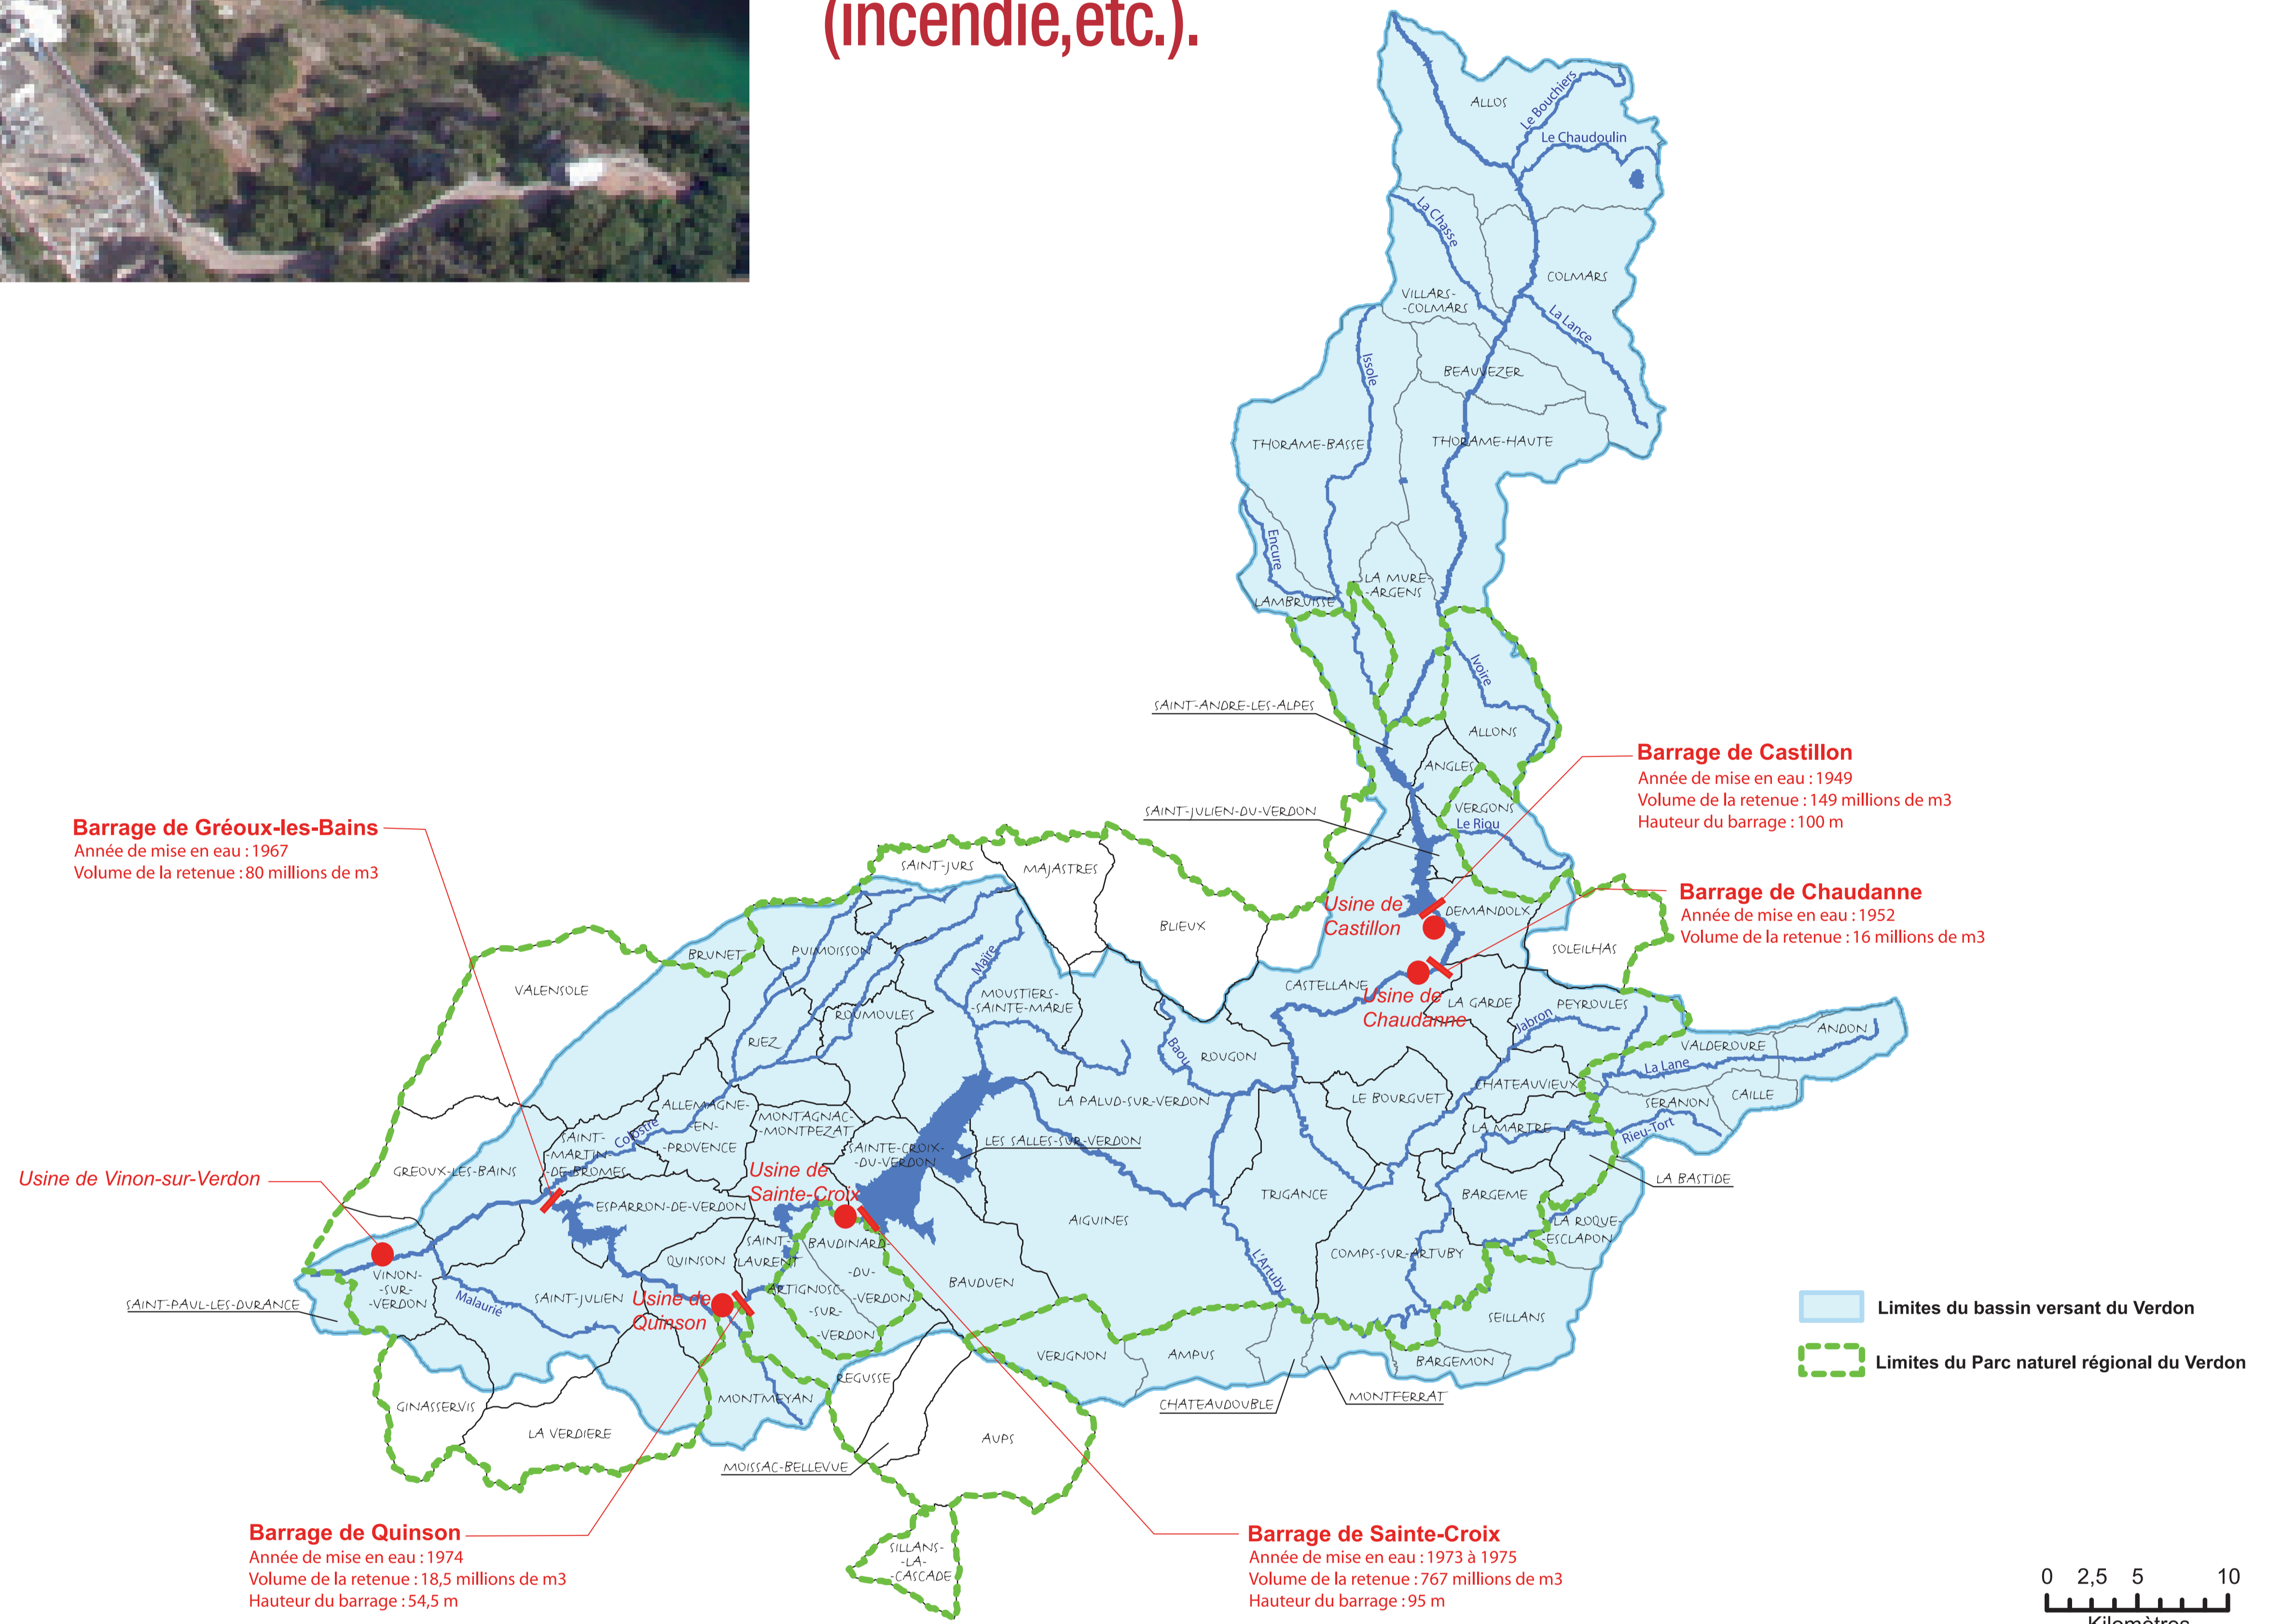 (incendie,etc.).
ALLOS
Le Bouchiers
Le Chaudoulin
La Chasse
COLMARS
VILLARS-
-COLMARS
La Lance
Issole
BEAUVEZER
THORAME-BASSE
THORAME-HAUTE
Encure
LA MURE-
-ARGENS
LAMBRUISSE
Ivoire
SAINT-ANDRE-LES-ALPES
ALLONS
ANGLES
Barrage de Castillon
Année de mise en eau : 1949
Volume de la retenue : 149 millions de m3
Hauteur du barrage : 100 m
SAINT-JULIEN-DU-VERDON
VERGONS
Le Riou
Barrage de Gréoux-les-Bains
Année de mise en eau : 1967
Volume de la retenue : 80 millions de m3
SAINT-JURS
MAJASTRES
BLIEUX
Usine de
Castillon
DEMANDOLX
Barrage de Chaudanne
Année de mise en eau : 1952
Volume de la retenue : 16 millions de m3
SOLEILHAS
BRUNET
PUIMOISSON
Maïre
VALENSOLE
MOUSTIERS-
-SAINTE-MARIE
CASTELLANE
Usine de
Chaudanne
LA GARDE
PEYROULES
ROUMOULES
RIEZ
Jabron
ANDON
VALDEROURE
Baou
ROUGON
La Lane
CHATEAUVIEUX
SERANON
CAILLE
LE BOURGUET
LA PALUD-SUR-VERDON
ALLEMAGNE-
-EN-
-PROVENCE
MONTAGNAC-
-MONTPEZAT
LA MARTRE
Rieu-Tort
Colostre
SAINT-
-MARTIN-
-DE-BROMES
SAINTE-CROIX-
-DU-VERDON
LES SALLES-SUR-VERDON
GREOUX-LES-BAINS
Usine de Vinon-sur-Verdon
Usine de
Sainte-Croix
LA BASTIDE
TRIGANCE
BARGEME
ESPARRON-DE-VERDON
AIGUINES
LA ROQUE-
-ESCLAPON
SAINT-
LAURENT
BAUDINARD-
-DU-
-VERDON
QUINSON
COMPS-SUR-ARTUBY
L'Artuby
BAUDUEN
VINON-
-SUR-
-VERDON
Malaurié
SAINT-JULIEN
ARTIGNOSC-
-SUR-
-VERDON
Usine de
Quinson
SAINT-PAUL-LES-DURANCE
SEILLANS
Limites du bassin versant du Verdon
Limites du Parc naturel régional du Verdon
VERIGNON
AMPUS
BARGEMON
REGUSSE
MONTMEYAN
CHATEAUDOUBLE
MONTFERRAT
GINASSERVIS
LA VERDIERE
AUPS
MOISSAC-BELLEVUE
Barrage de Quinson
Année de mise en eau : 1974
Volume de la retenue : 18,5 millions de m3
Hauteur du barrage : 54,5 m
SILLANS-
-LA-
-CASCADE
Barrage de Sainte-Croix
Année de mise en eau : 1973 à 1975
Volume de la retenue : 767 millions de m3
Hauteur du barrage : 95 m
0 2,5 5 10
Kilomètres